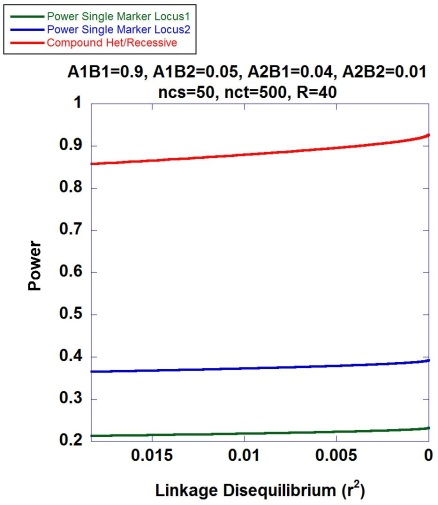 Power Single Marker Locus1
Power Single Marker Locus2
Compound Het/Recessive
A1B1=0.9, A1B2=0.05, A2B1=0.04, A2B2=0.01
ncs=50, nct=500, R=40
1
0.9
0.8
0.7
0.6
0.5
0.4
0.3
0.2
Power
0.015
0.01
0.005
0
Linkage Disequilibrium (r²)